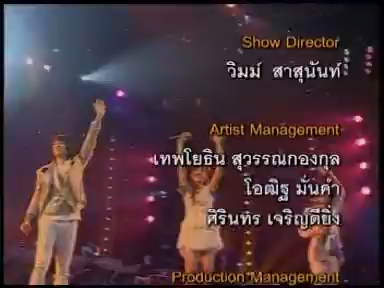 Show Director
วิมม์ สาสุนันท์
Artist Management
เทพโยธิน สุวรรณกองกุล
โอฬิฐ มั่นคา
ศิรินทร เจริญดียิ่ง
Production Management